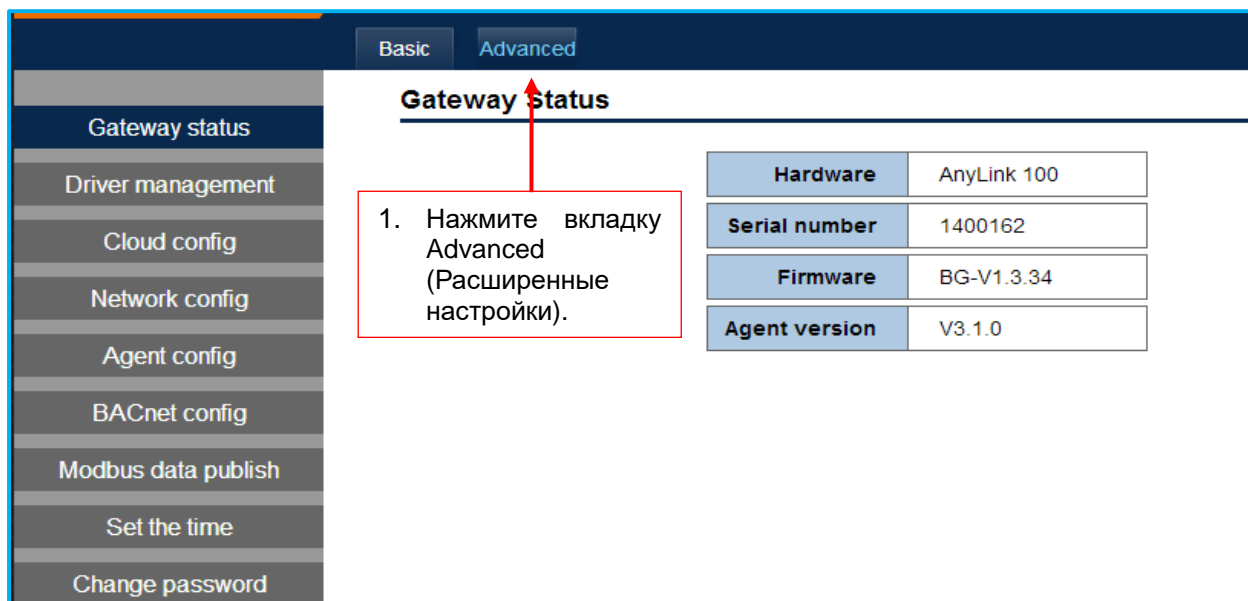 Basic Advanced
Gateway Status
Gateway status
Driver management
Cloud config
Network config
Agent config
BACnet config
Modbus data publish
Set the time
Change password
1. Нажмите вкладку
Advanced
(Расширенные
настройки).
Hardware AnyLink 100
Serial number 1400162
Firmware BG-V1.3.34
Agent version V3.1.0